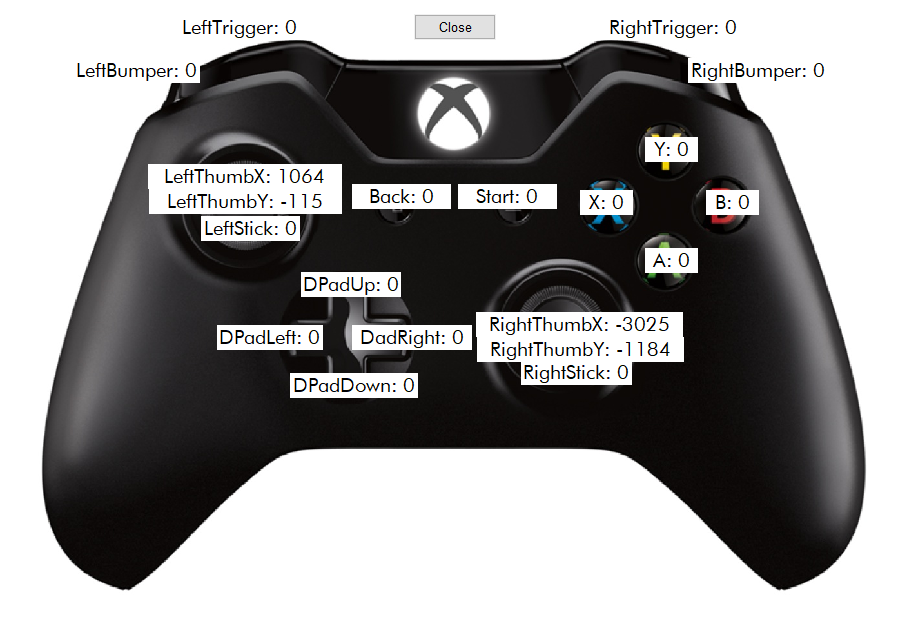 LeftTrigger: 0
Close
RightTrigger: 0
LeftBumper: 0
RightBumper: 0
Y: 0
LeftThumbX: 1064
LeftThumbY: -115
LeftStick: 0
Back: 0
Start: 0
X: 0
B: 0
A: 0
DPadUp: 0
DPadLeft: 0
DadRight: 0
DPadDown: 0
RightThumbX: -3025
RightThumbY: -1184
RightStick: 0